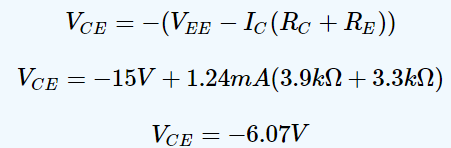 V_{CE} = -(V_{EE} - I_C(R_C + R_E))
V_{CE} = -15V + 1.24mA(3.9kΩ + 3.3kΩ)
V_{CE} = -6.07V